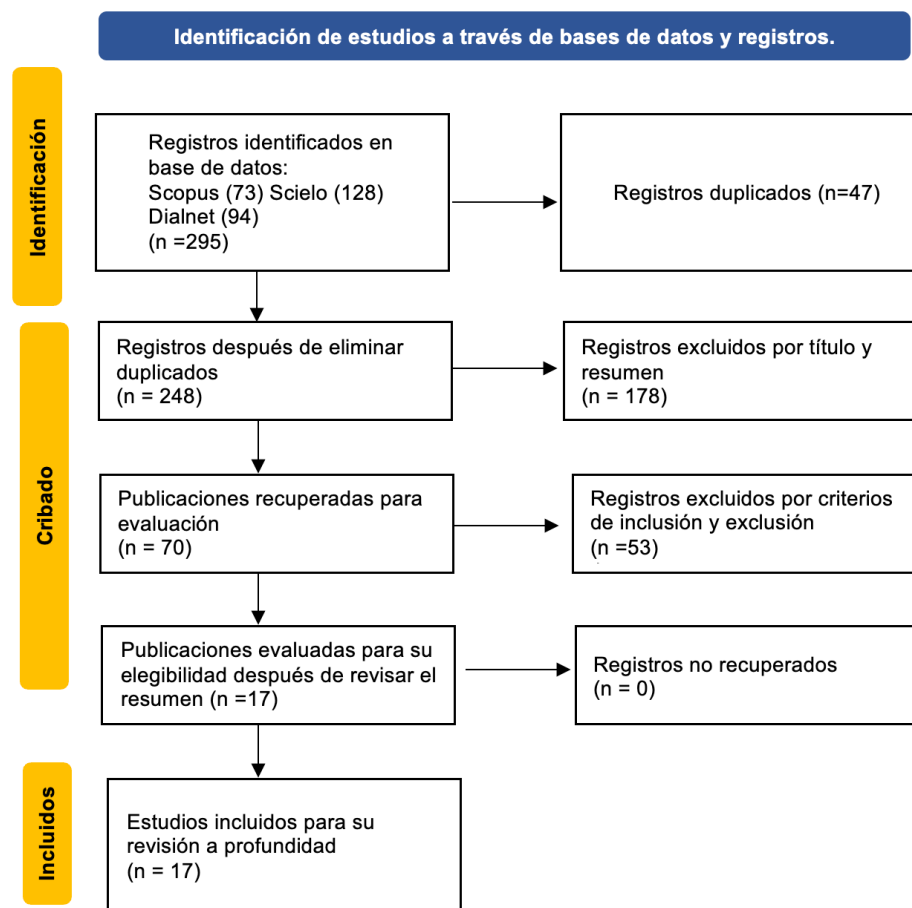 Identificación de estudios a través de bases de datos y registros.
Identificación
Registros identificados en
base de datos:
Scopus (73) Scielo (128)
Dialnet (94)
(n =295)
Registros duplicados (n=47)
Cribado
Registros después de eliminar
duplicados
(n = 248)
Registros excluidos por título y
resumen
(n = 178)
Publicaciones recuperadas para
evaluación
(n = 70)
Registros excluidos por criterios
de inclusión y exclusión
(n =53)
Publicaciones evaluadas para su
elegibilidad después de revisar el
resumen (n =17)
Registros no recuperados
(n = 0)
Incluidos
Estudios incluidos para su
revisión a profundidad
(n = 17)